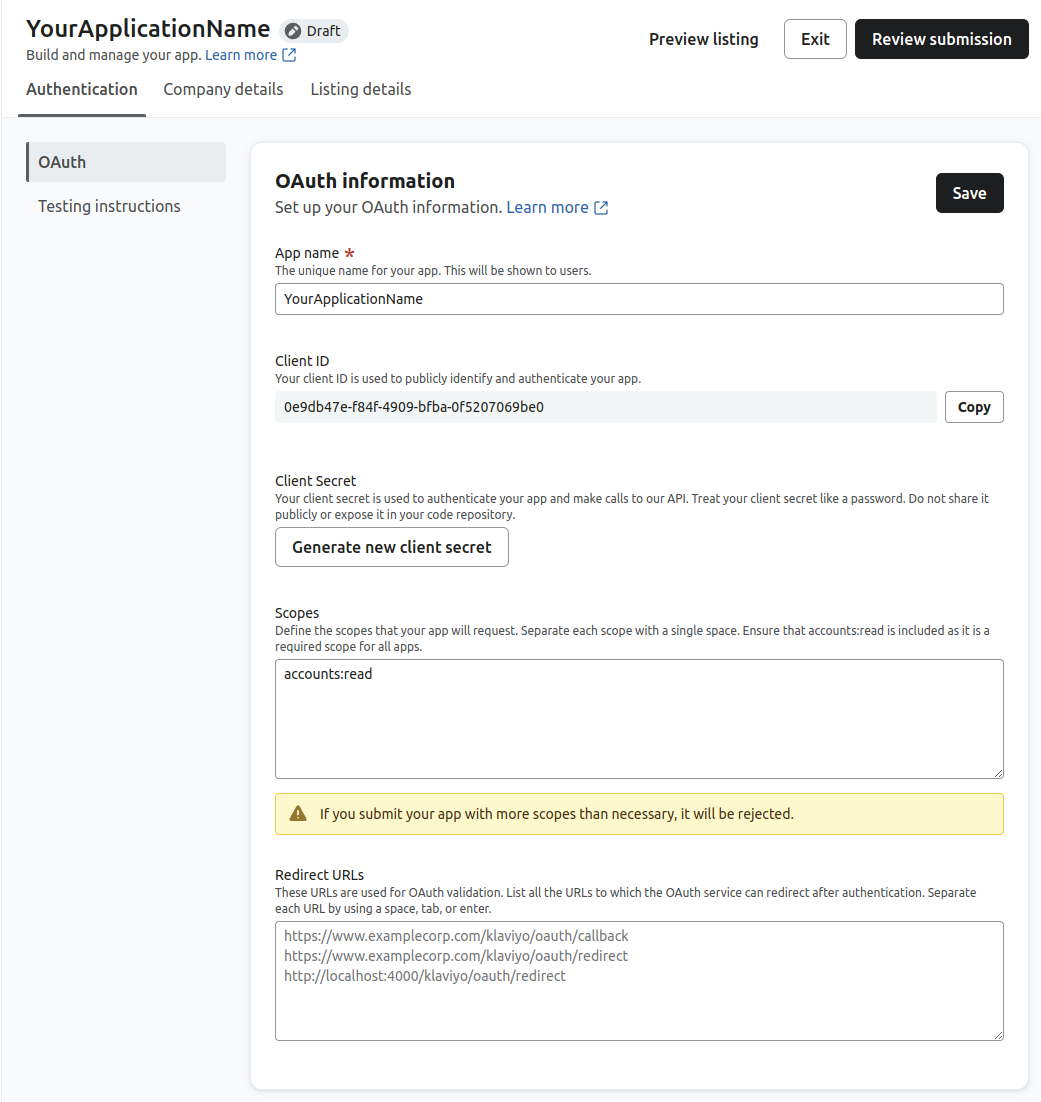 YourApplicationName Draft
Build and manage your app. Learn more
Preview listing Exit Review submission
Authentication Company details Listing details
OAuth
Testing instructions
OAuth information
Set up your OAuth information. Learn more
Save
App name *
The unique name for your app. This will be shown to users.
YourApplicationName
Client ID
Your client ID is used to publicly identify and authenticate your app.
0e9db47e-f84f-4909-bfba-0f5207069be0 Copy
Client Secret
Your client secret is used to authenticate your app and make calls to our API. Treat your client secret like a password. Do not share it
publicly or expose it in your code repository.
Generate new client secret
Scopes
Define the scopes that your app will request. Separate each scope with a single space. Ensure that accounts:read is included as it is a
required scope for all apps.
accounts:read
If you submit your app with more scopes than necessary, it will be rejected.
Redirect URLs
These URLs are used for OAuth validation. List all the URLs to which the OAuth service can redirect after authentication. Separate
each URL by using a space, tab, or enter.
https://www.examplecorp.com/klaviyo/oauth/callback
https://www.examplecorp.com/klaviyo/oauth/redirect
http://localhost:4000/klaviyo/oauth/redirect